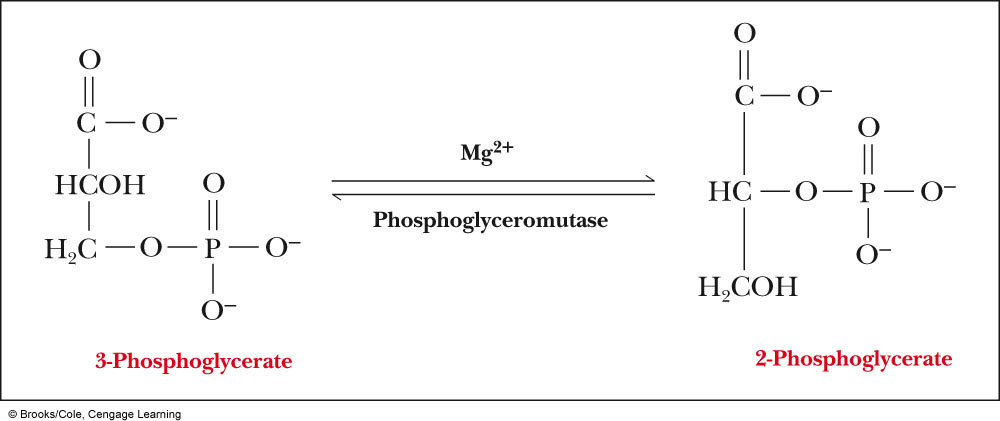 O
C — O⁻
HCOH
H₂C — O — P — O⁻
O
O⁻
3-Phosphoglycerate
Mg²⁺
Phosphoglyceromutase
O
C — O⁻
O
HC — O — P — O⁻
O⁻
H₂COH
2-Phosphoglycerate
© Brooks/Cole, Cengage Learning